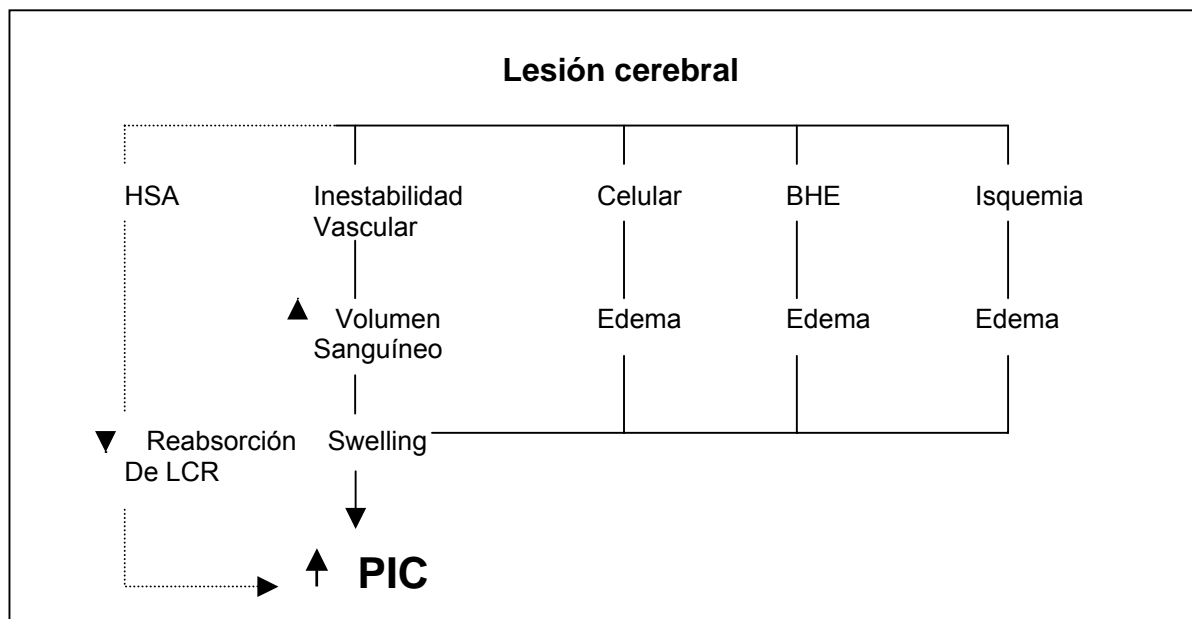 Lesión cerebral
HSA
Inestabilidad
Vascular
Celular
BHE
Isquemia
Volumen
Sanguíneo
Edema
Edema
Edema
Reabsorción
De LCR
Swelling
PIC